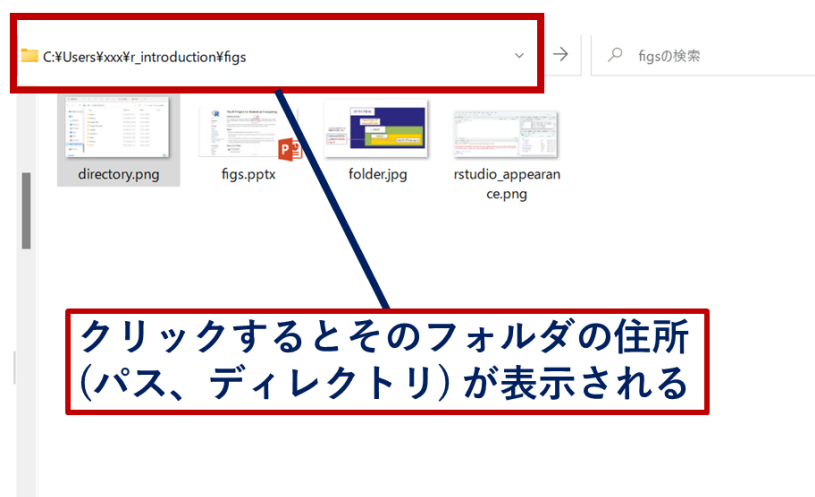 C:¥Users¥xxx¥r_introduction¥figs
figsの検索
directory.png
figs.pptx
folder.jpg
rstudio_appearan
ce.png
クリックするとそのフォルダの住所
(パス、ディレクトリ) が表示される